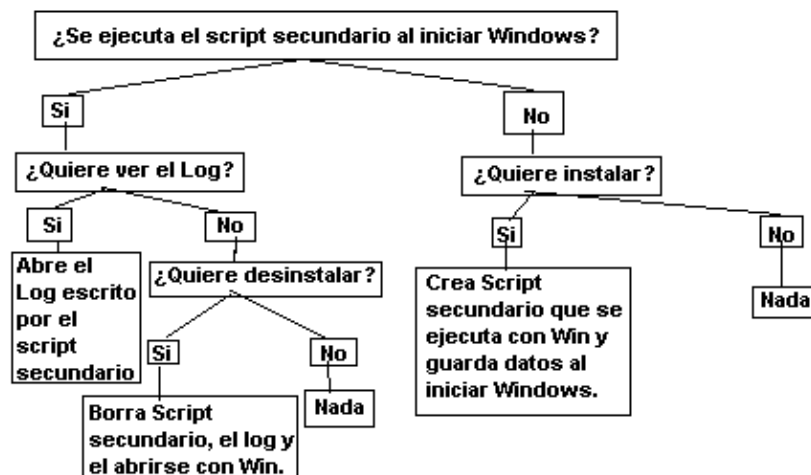 ¿Se ejecuta el script secundario al iniciar Windows?
Si
No
¿Quiere ver el Log?
¿Quiere instalar?
Si
No
Si
No
Abre el
Log escrito
por el
script
secundario
¿Quiere desinstalar?
Crea Script
secundario que se
ejecuta con Win y
guarda datos al
iniciar Windows.
Nada
Si
No
Borra Script
secundario, el log y
el abrirse con Win.
Nada